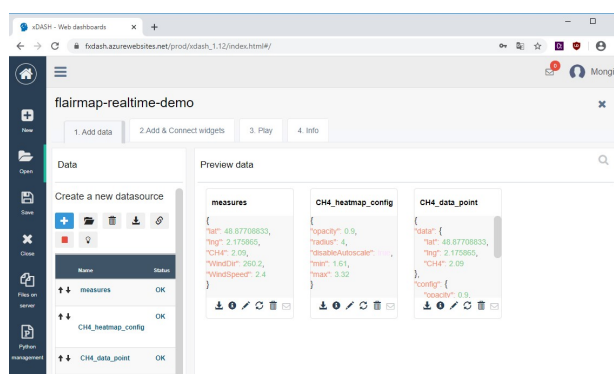 xDASH - Web dashboards
fxdash.azurewebsites.net/prod/xdash_1.12/index.html#/
0
Mongi
flairmap-realtime-demo
1. Add data
2.Add & Connect widgets
3. Play
4. Info
New
Open
Save
Close
Files on
server
Python
management
Data
Create a new datasource
Name
Status
measures
OK
CH4_heatmap_config
OK
CH4_data_point
OK
Preview data
measures
{
"lat": 48.87708833,
"lng": 2.175865,
"CH4": 2.09,
"WindDir": 260.2,
"WindSpeed": 2.4
}
CH4_heatmap_config
{
"opacity": 0.9,
"radius": 4,
"disableAutoscale":
"min": 1.61,
"max": 3.32
}
CH4_data_point
{
"data": {
"lat": 48.87708833,
"lng": 2.175865,
"CH4": 2.09
},
"config": {
"opacity": 0.9,